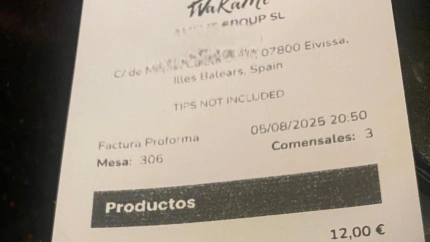 GROUP SL
C/ de 07800 Eivissa,
Illes Balears, Spain
TIPS NOT INCLUDED
Factura Proforma 05/08/2025 20:50
Mesa: 306 Comensales: 3
Productos
12,00 €